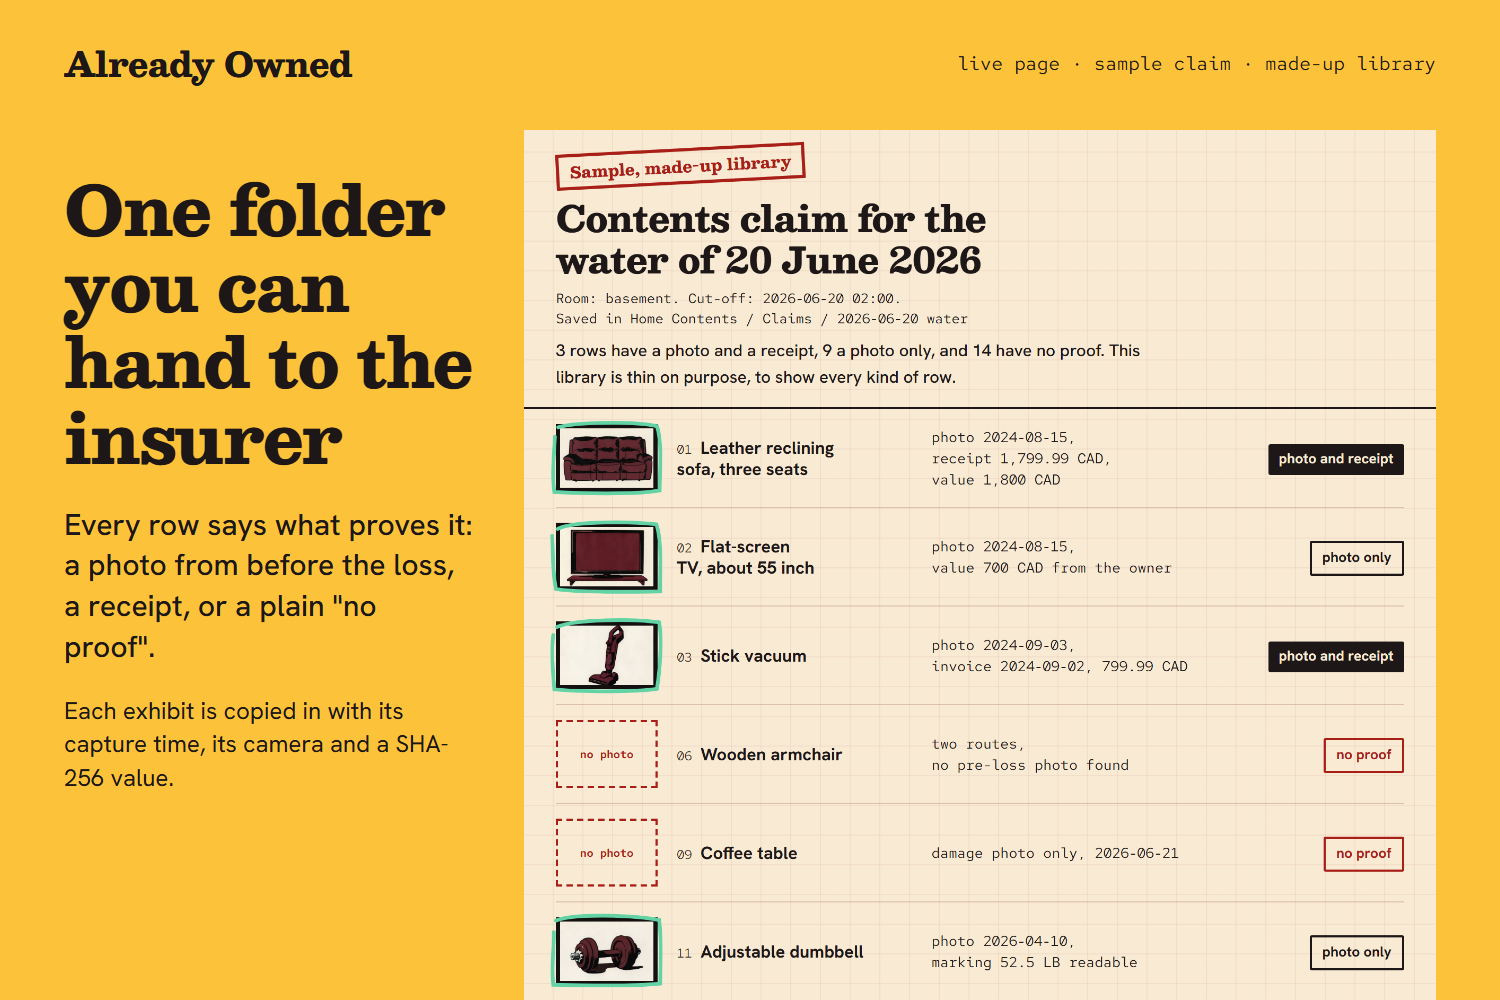 Already Owned
live page · sample claim · made-up library
One folder
you can
hand to the
insurer
Every row says what proves it:
a photo from before the loss,
a receipt, or a plain "no
proof".
Each exhibit is copied in with its
capture time, its camera and a SHA-
256 value.
Sample, made-up library
Contents claim for the
water of 20 June 2026
Room: basement. Cut-off: 2026-06-20 02:00.
Saved in Home Contents / Claims / 2026-06-20 water
3 rows have a photo and a receipt, 9 a photo only, and 14 have no proof. This
library is thin on purpose, to show every kind of row.
01 Leather reclining
sofa, three seats
photo 2024-08-15,
receipt 1,799.99 CAD,
value 1,800 CAD
photo and receipt
02 Flat-screen
TV, about 55 inch
photo 2024-08-15,
value 700 CAD from the owner
photo only
03 Stick vacuum
photo 2024-09-03,
invoice 2024-09-02, 799.99 CAD
photo and receipt
no photo
06 Wooden armchair
two routes,
no pre-loss photo found
no proof
no photo
09 Coffee table
damage photo only, 2026-06-21
no proof
11 Adjustable dumbbell
photo 2026-04-10,
marking 52.5 LB readable
photo only